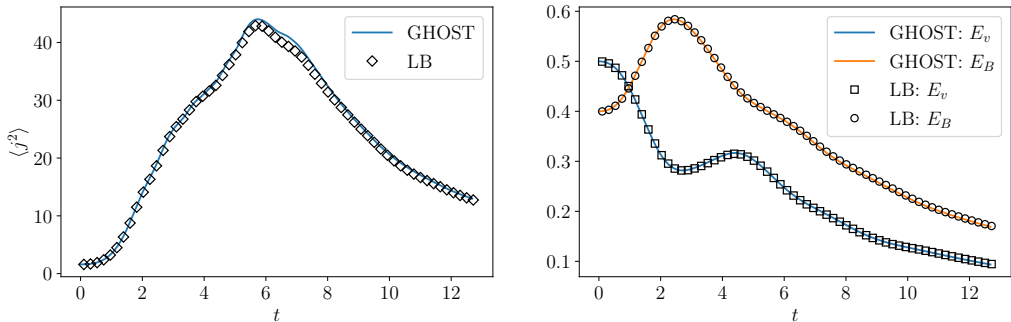 GHOST
LB
⟨j²⟩
40
30
20
10
0
0 2 4 6 8 10 12
t
GHOST: E_v
GHOST: E_B
LB: E_v
LB: E_B
0.6
0.5
0.4
0.3
0.2
0.1
0 2 4 6 8 10 12
t